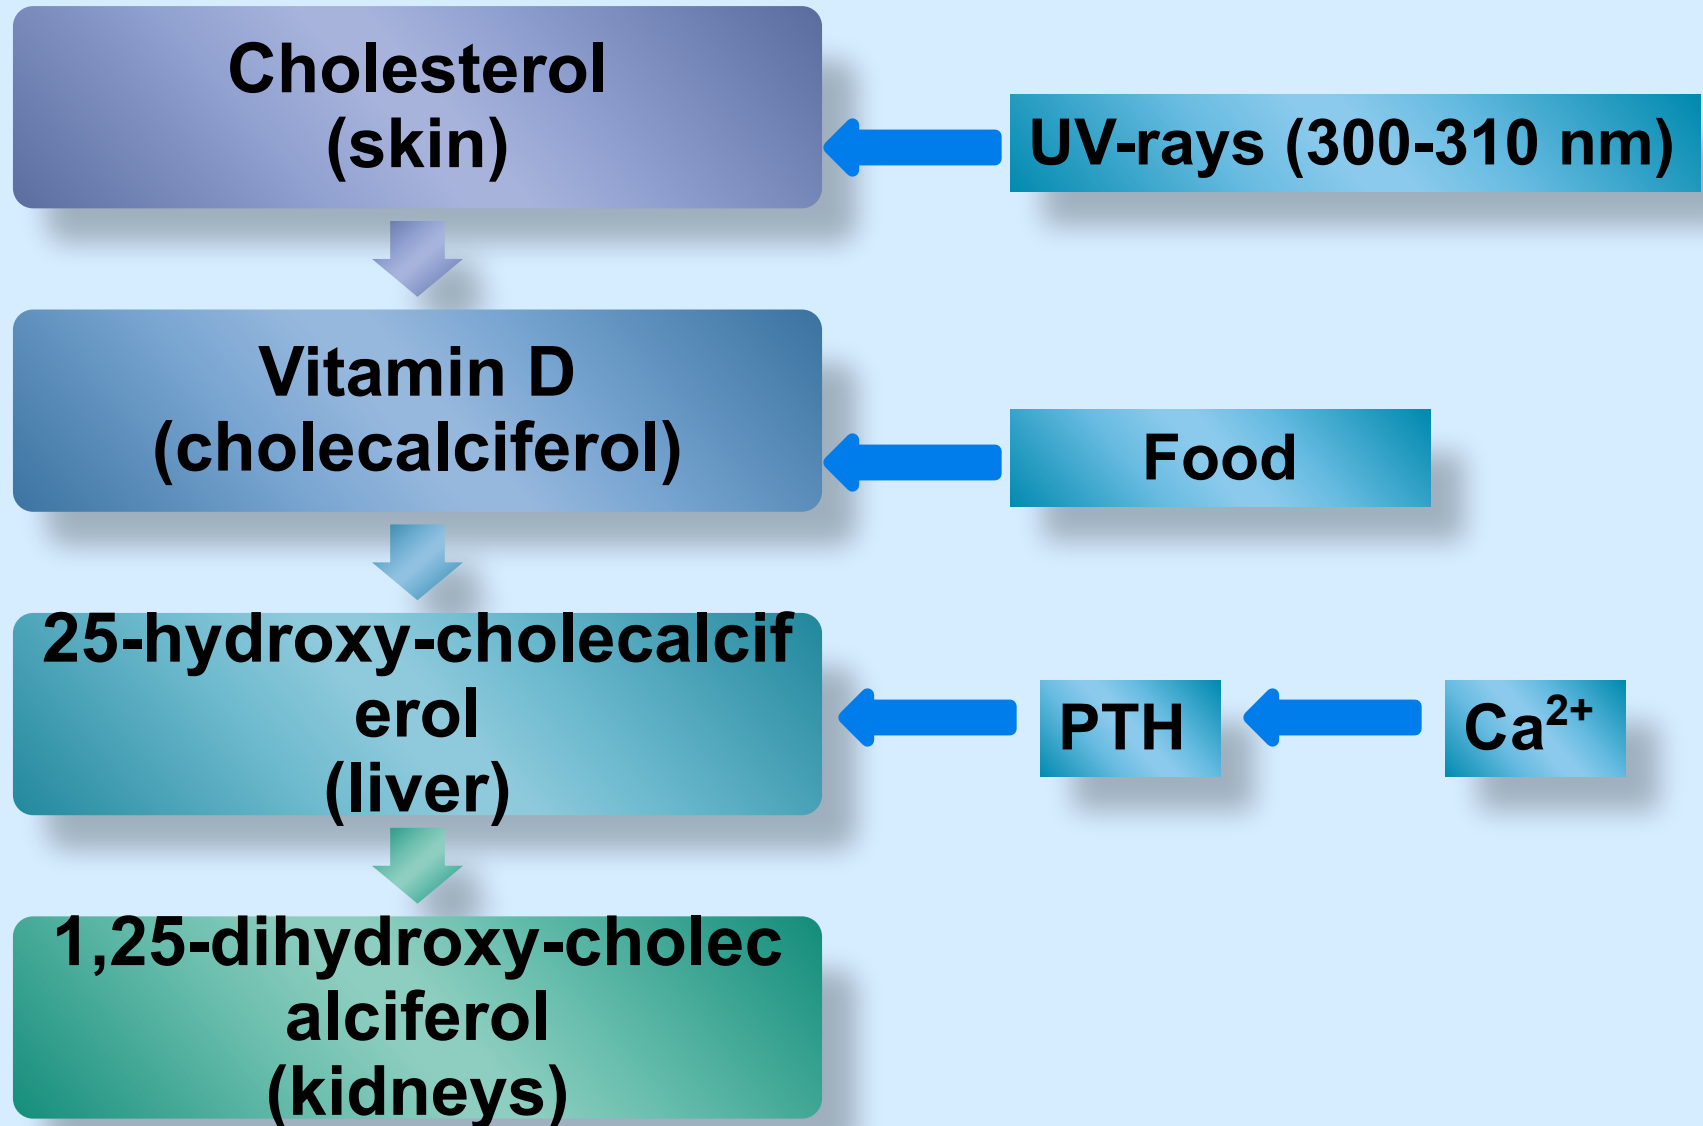 Cholesterol
(skin)
UV-rays (300-310 nm)
Vitamin D
(cholecalciferol)
Food
25-hydroxy-cholecalcif
erol
(liver)
PTH
Ca²⁺
1,25-dihydroxy-cholec
alciferol
(kidneys)